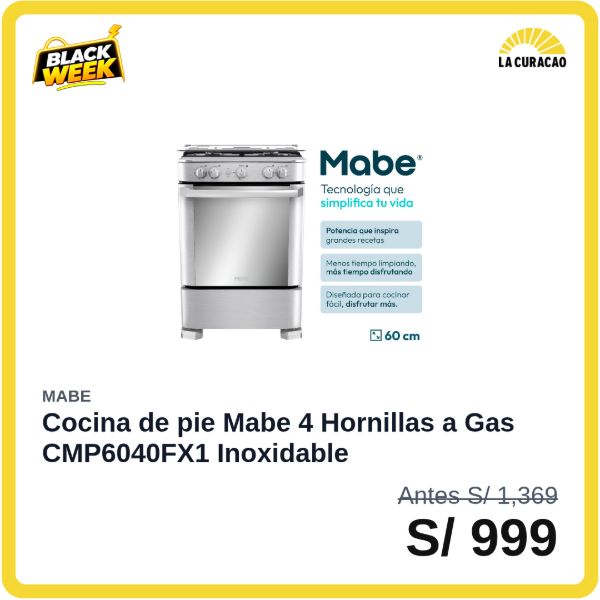 BLACK
WEEK
LA CURACAO
Mabe®
Tecnología que
simplifica tu vida
Potencia que inspira
grandes recetas
Menos tiempo limpiando,
más tiempo disfrutando
Diseñada para cocinar
fácil, disfrutar más.
60 cm
MABE
Cocina de pie Mabe 4 Hornillas a Gas
CMP6040FX1 Inoxidable
Antes S/ 1,369
S/ 999